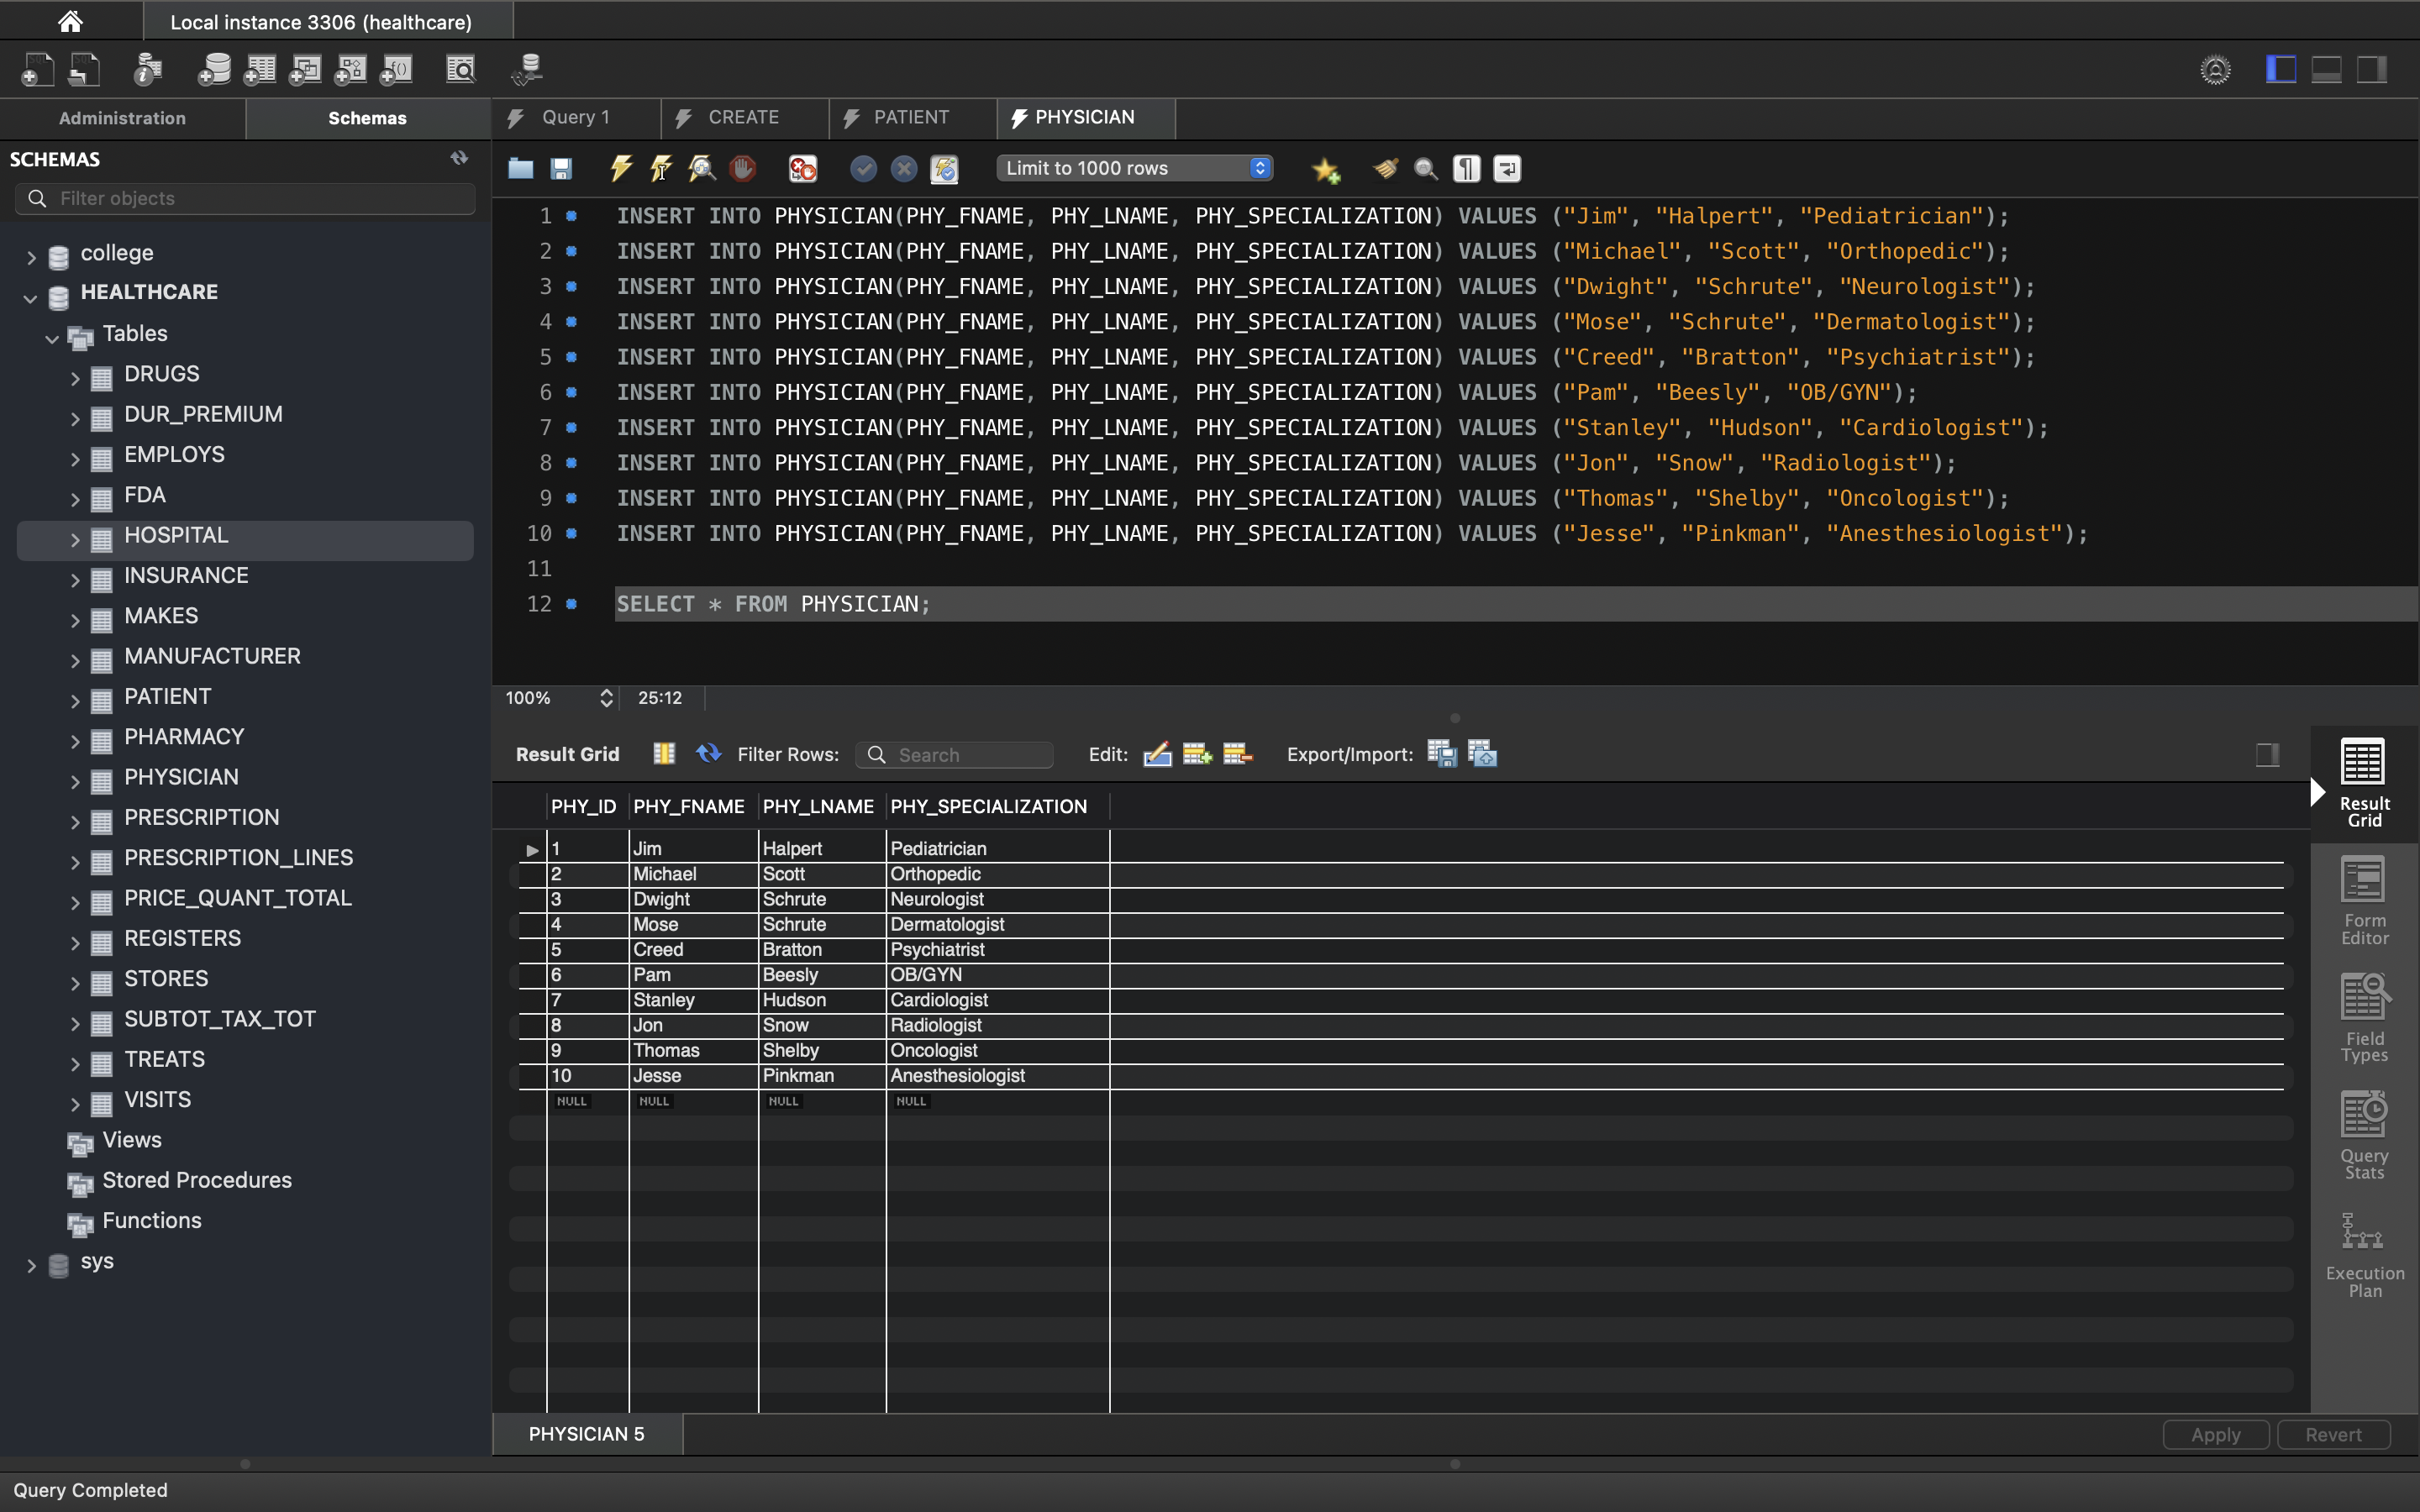 Local instance 3306 (healthcare)
Administration
Schemas
Query 1
CREATE
PATIENT
PHYSICIAN
SCHEMAS
Filter objects
college
HEALTHCARE
Tables
DRUGS
DUR_PREMIUM
EMPLOYS
FDA
HOSPITAL
INSURANCE
MAKES
MANUFACTURER
PATIENT
PHARMACY
PHYSICIAN
PRESCRIPTION
PRESCRIPTION_LINES
PRICE_QUANT_TOTAL
REGISTERS
STORES
SUBTOT_TAX_TOT
TREATS
VISITS
Views
Stored Procedures
Functions
sys
Limit to 1000 rows
1 INSERT INTO PHYSICIAN(PHY_FNAME, PHY_LNAME, PHY_SPECIALIZATION) VALUES ("Jim", "Halpert", "Pediatrician");
2 INSERT INTO PHYSICIAN(PHY_FNAME, PHY_LNAME, PHY_SPECIALIZATION) VALUES ("Michael", "Scott", "Orthopedic");
3 INSERT INTO PHYSICIAN(PHY_FNAME, PHY_LNAME, PHY_SPECIALIZATION) VALUES ("Dwight", "Schrute", "Neurologist");
4 INSERT INTO PHYSICIAN(PHY_FNAME, PHY_LNAME, PHY_SPECIALIZATION) VALUES ("Mose", "Schrute", "Dermatologist");
5 INSERT INTO PHYSICIAN(PHY_FNAME, PHY_LNAME, PHY_SPECIALIZATION) VALUES ("Creed", "Bratton", "Psychiatrist");
6 INSERT INTO PHYSICIAN(PHY_FNAME, PHY_LNAME, PHY_SPECIALIZATION) VALUES ("Pam", "Beesly", "OB/GYN");
7 INSERT INTO PHYSICIAN(PHY_FNAME, PHY_LNAME, PHY_SPECIALIZATION) VALUES ("Stanley", "Hudson", "Cardiologist");
8 INSERT INTO PHYSICIAN(PHY_FNAME, PHY_LNAME, PHY_SPECIALIZATION) VALUES ("Jon", "Snow", "Radiologist");
9 INSERT INTO PHYSICIAN(PHY_FNAME, PHY_LNAME, PHY_SPECIALIZATION) VALUES ("Thomas", "Shelby", "Oncologist");
10 INSERT INTO PHYSICIAN(PHY_FNAME, PHY_LNAME, PHY_SPECIALIZATION) VALUES ("Jesse", "Pinkman", "Anesthesiologist");
11
12 SELECT * FROM PHYSICIAN;
100% 25:12
Result Grid Filter Rows: Search Edit: Export/Import:
PHY_ID PHY_FNAME PHY_LNAME PHY_SPECIALIZATION
1 Jim Halpert Pediatrician
2 Michael Scott Orthopedic
3 Dwight Schrute Neurologist
4 Mose Schrute Dermatologist
5 Creed Bratton Psychiatrist
6 Pam Beesly OB/GYN
7 Stanley Hudson Cardiologist
8 Jon Snow Radiologist
9 Thomas Shelby Oncologist
10 Jesse Pinkman Anesthesiologist
NULL NULL NULL NULL
Result
Grid
Form
Editor
Field
Types
Query
Stats
Execution
Plan
PHYSICIAN 5
Apply Revert
Query Completed